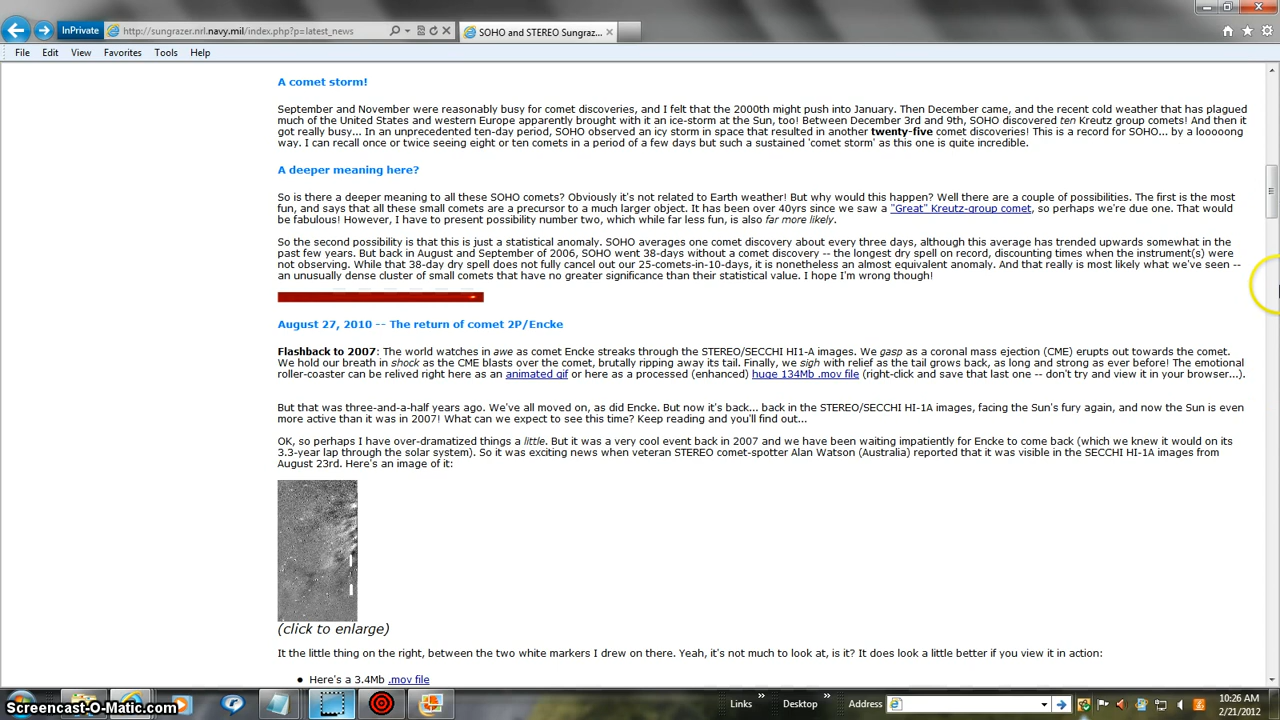 InPrivate
http://sungrazer.nrl.navy.mil/index.php?p=latest_news
SOHO and STEREO Sungraz...
File Edit View Favorites Tools Help
A comet storm!
September and November were reasonably busy for comet discoveries, and I felt that the 2000th might push into January. Then December came, and the recent cold weather that has plagued
much of the United States and western Europe apparently brought with it an ice-storm at the Sun, too! Between December 3rd and 9th, SOHO discovered ten Kreutz group comets! And then it
got really busy... In an unprecedented ten-day period, SOHO observed an icy storm in space that resulted in another twenty-five comet discoveries! This is a record for SOHO... by a looooong
way. I can recall once or twice seeing eight or ten comets in a period of a few days but such a sustained 'comet storm' as this one is quite incredible.
A deeper meaning here?
So is there a deeper meaning to all these SOHO comets? Obviously it's not related to Earth weather! But why would this happen? Well there are a couple of possibilities. The first is the most
fun, and says that all these small comets are a precursor to a much larger object. It has been over 40yrs since we saw a "Great" Kreutz-group comet, so perhaps we're due one. That would
be fabulous! However, I have to present possibility number two, which while far less fun, is also far more likely.
So the second possibility is that this is just a statistical anomaly. SOHO averages one comet discovery about every three days, although this average has trended upwards somewhat in the
past few years. But back in August and September of 2006, SOHO went 38-days without a comet discovery -- the longest dry spell on record, discounting times when the instrument(s) were
not observing. While that 38-day dry spell does not fully cancel out our 25-comets-in-10-days, it is nonetheless an almost equivalent anomaly. And that really is most likely what we've seen --
an unusually dense cluster of small comets that have no greater significance than their statistical value. I hope I'm wrong though!
August 27, 2010 -- The return of comet 2P/Encke
Flashback to 2007: The world watches in awe as comet Encke streaks through the STEREO/SECCHI HI1-A images. We gasp as a coronal mass ejection (CME) erupts out towards the comet.
We hold our breath in shock as the CME blasts over the comet, brutally ripping away its tail. Finally, we sigh with relief as the tail grows back, as long and strong as ever before! The emotional
roller-coaster can be relived right here as an animated gif or here as a processed (enhanced) huge 134Mb .mov file (right-click and save that last one -- don't try and view it in your browser...).
But that was three-and-a-half years ago. We've all moved on, as did Encke. But now it's back... back in the STEREO/SECCHI HI-1A images, facing the Sun's fury again, and now the Sun is even
more active than it was in 2007! What can we expect to see this time? Keep reading and you'll find out...
OK, so perhaps I have over-dramatized things a little. But it was a very cool event back in 2007 and we have been waiting impatiently for Encke to come back (which we knew it would on its
3.3-year lap through the solar system). So it was exciting news when veteran STEREO comet-spotter Alan Watson (Australia) reported that it was visible in the SECCHI HI-1A images from
August 23rd. Here's an image of it:
(click to enlarge)
It the little thing on the right, between the two white markers I drew on there. Yeah, it's not much to look at, is it? It does look a little better if you view it in action:
Here's a 3.4Mb .mov file
Links » Desktop » Address
10:26 AM
2/21/2012
Screencast-O-Matic.com